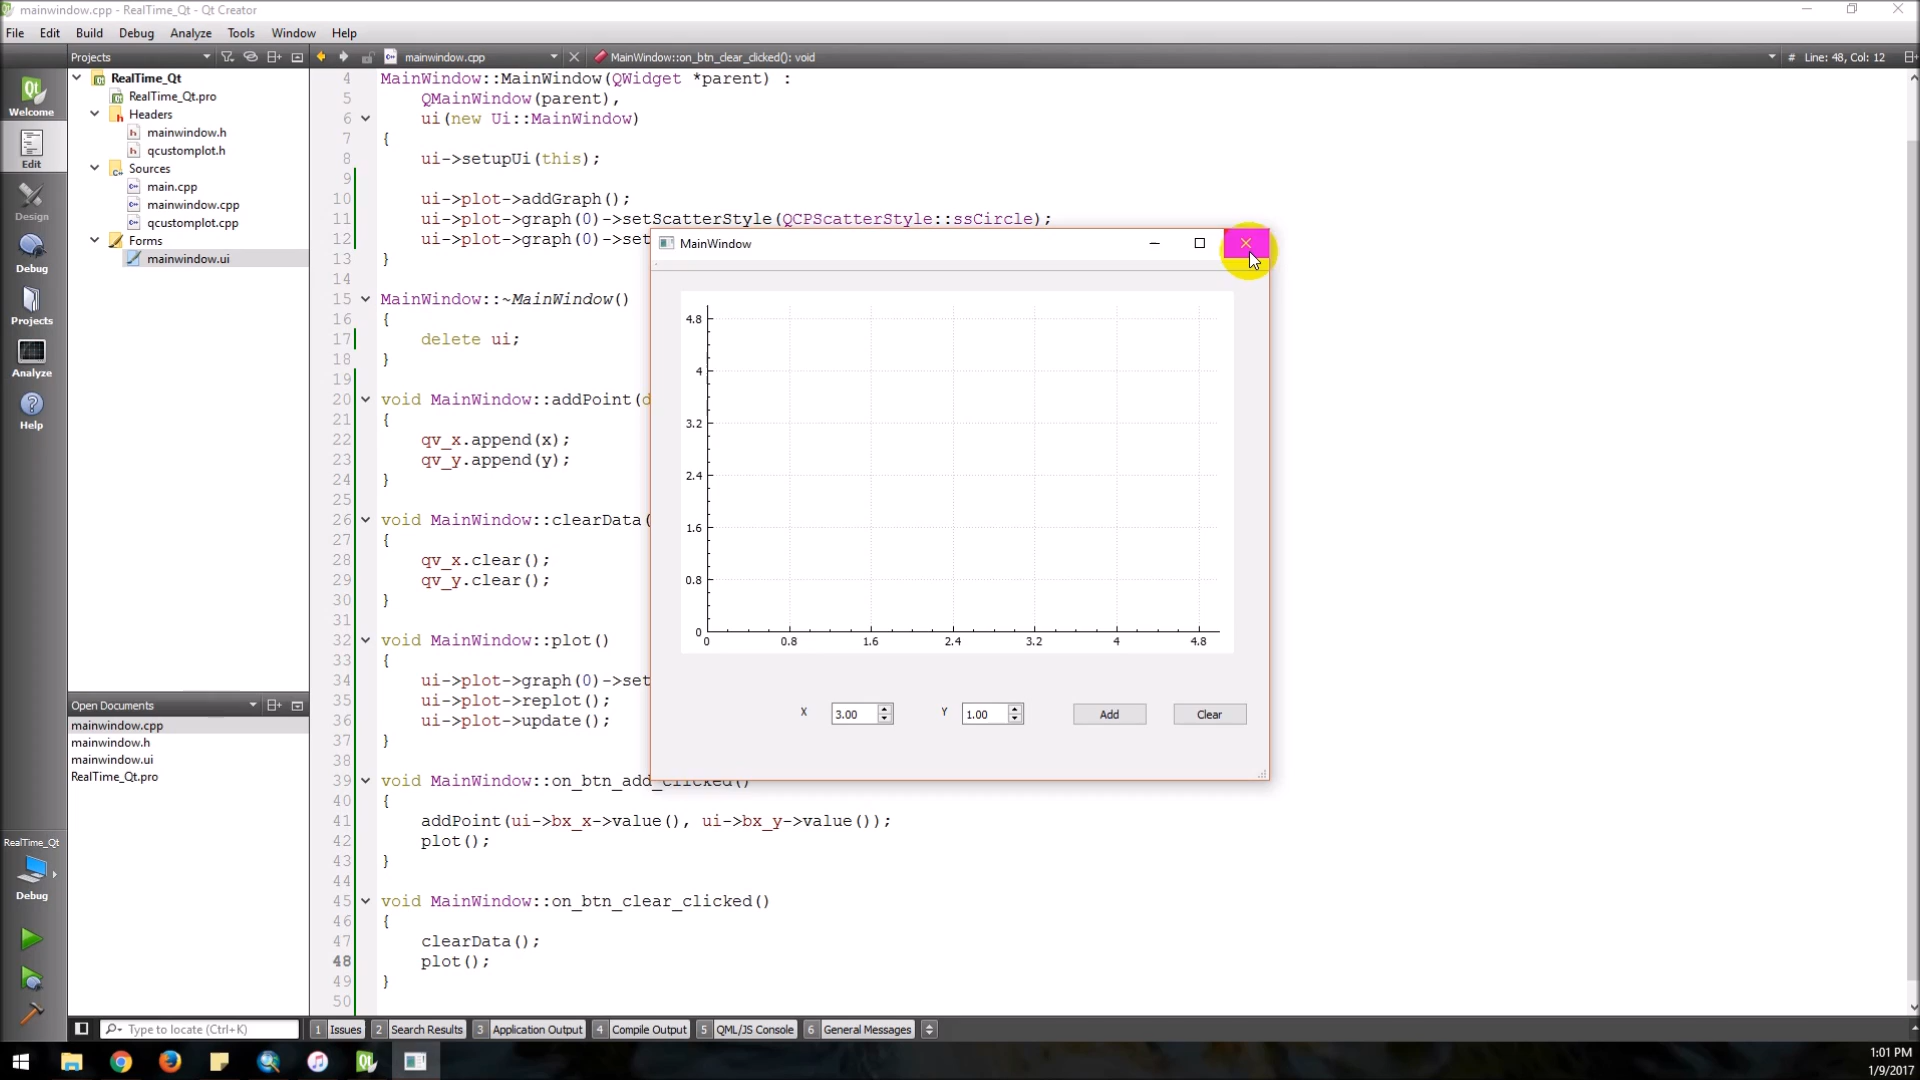 mainwindow.cpp - RealTime_Qt - Qt Creator
File Edit Build Debug Analyze Tools Window Help
Projects mainwindow.cpp MainWindow::on_btn_clear_clicked(): void # Line: 48, Col: 12
Welcome
Edit
Design
Debug
Projects
Analyze
Help
RealTime_Qt
RealTime_Qt.pro
Headers
mainwindow.h
qcustomplot.h
Sources
main.cpp
mainwindow.cpp
qcustomplot.cpp
Forms
mainwindow.ui
Open Documents
mainwindow.cpp
mainwindow.h
mainwindow.ui
RealTime_Qt.pro
RealTime_Qt
Debug
4 MainWindow::MainWindow(QWidget *parent) :
5 QMainWindow(parent),
6 ui(new Ui::MainWindow)
7 {
8 ui->setupUi(this);
9
10 ui->plot->addGraph();
11 ui->plot->graph(0)->setScatterStyle(QCPScatterStyle::ssCircle);
12 ui->plot->graph(0)->set
13 }
14
15 MainWindow::~MainWindow()
16 {
17 delete ui;
18 }
19
20 void MainWindow::addPoint(d
21 {
22 qv_x.append(x);
23 qv_y.append(y);
24 }
25
26 void MainWindow::clearData(
27 {
28 qv_x.clear();
29 qv_y.clear();
30 }
31
32 void MainWindow::plot()
33 {
34 ui->plot->graph(0)->set
35 ui->plot->replot();
36 ui->plot->update();
37 }
38
39 void MainWindow::on_btn_add_clicked()
40 {
41 addPoint(ui->bx_x->value(), ui->bx_y->value());
42 plot();
43 }
44
45 void MainWindow::on_btn_clear_clicked()
46 {
47 clearData();
48 plot();
49 }
50
MainWindow
4.8
4
3.2
2.4
1.6
0.8
0
0 0.8 1.6 2.4 3.2 4 4.8
X 3.00 Y 1.00 Add Clear
Type to locate (Ctrl+K) 1 Issues 2 Search Results 3 Application Output 4 Compile Output 5 QML/JS Console 6 General Messages
1:01 PM
1/9/2017